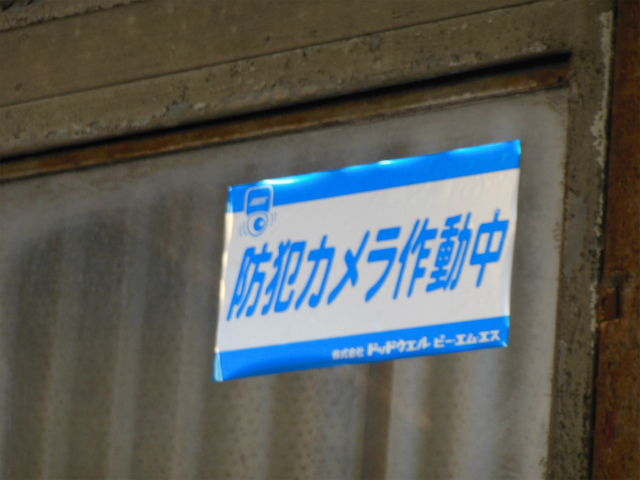 防犯カメラ作動中
株式会社 ドッドウエル ビー・エム・エス